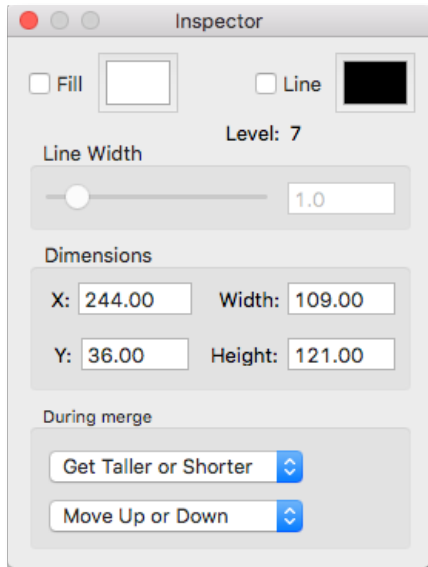 Inspector
Fill Line
Level: 7
Line Width
1.0
Dimensions
X: 244.00 Width: 109.00
Y: 36.00 Height: 121.00
During merge
Get Taller or Shorter
Move Up or Down